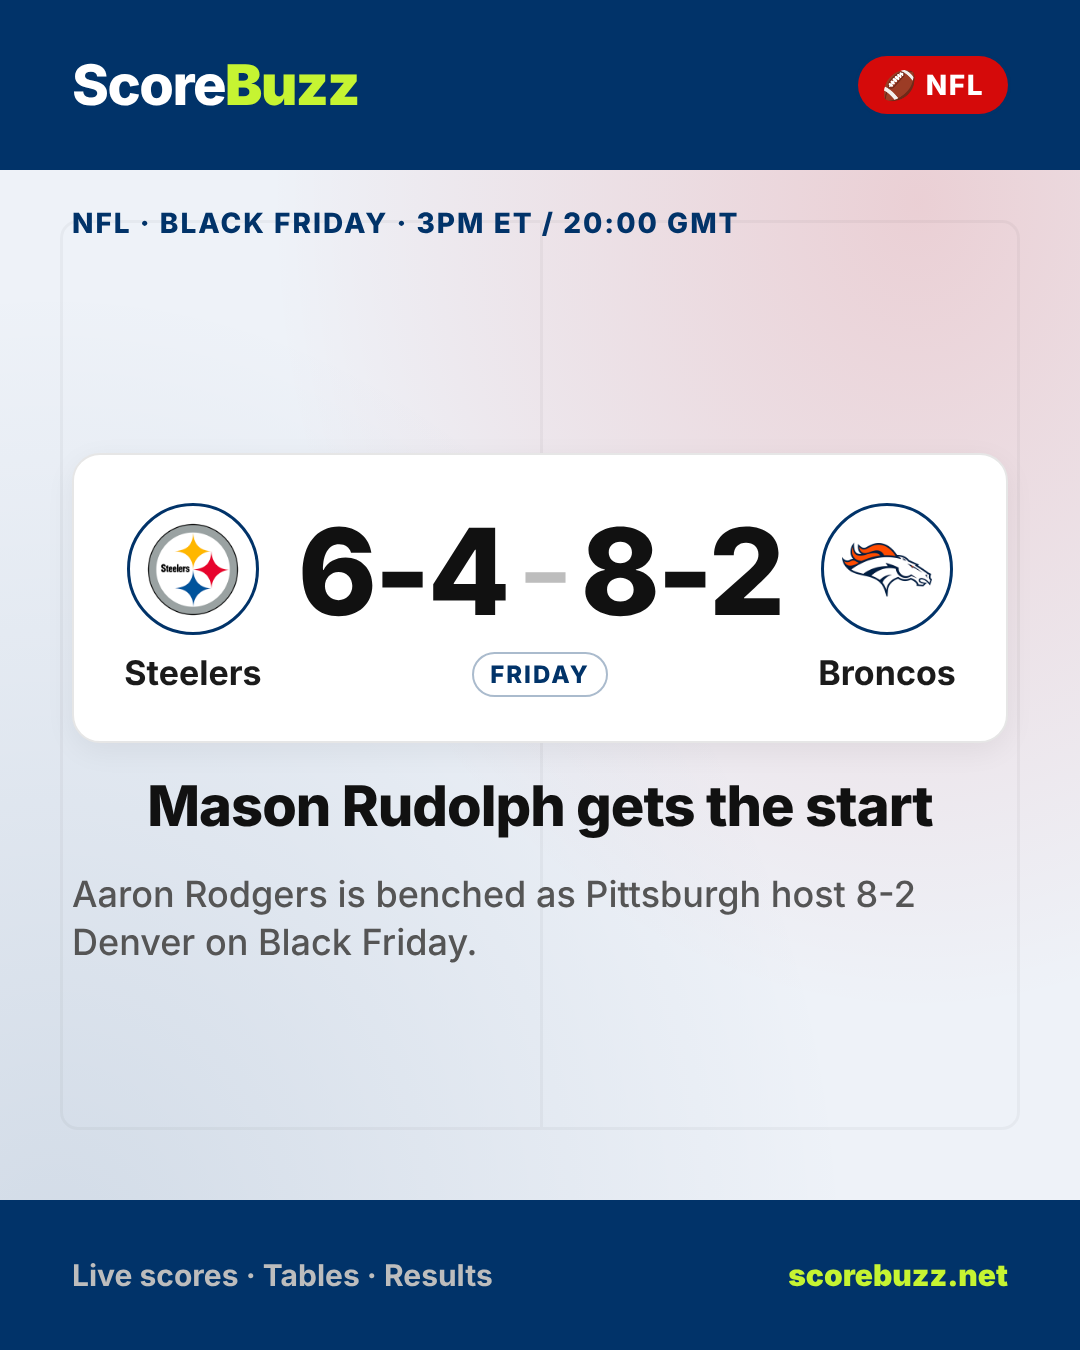 ScoreBuzz
🏈 NFL
NFL · BLACK FRIDAY · 3PM ET / 20:00 GMT
Steelers
6-4 - 8-2
Steelers
FRIDAY
Broncos
Mason Rudolph gets the start
Aaron Rodgers is benched as Pittsburgh host 8-2
Denver on Black Friday.
Live scores · Tables · Results
scorebuzz.net